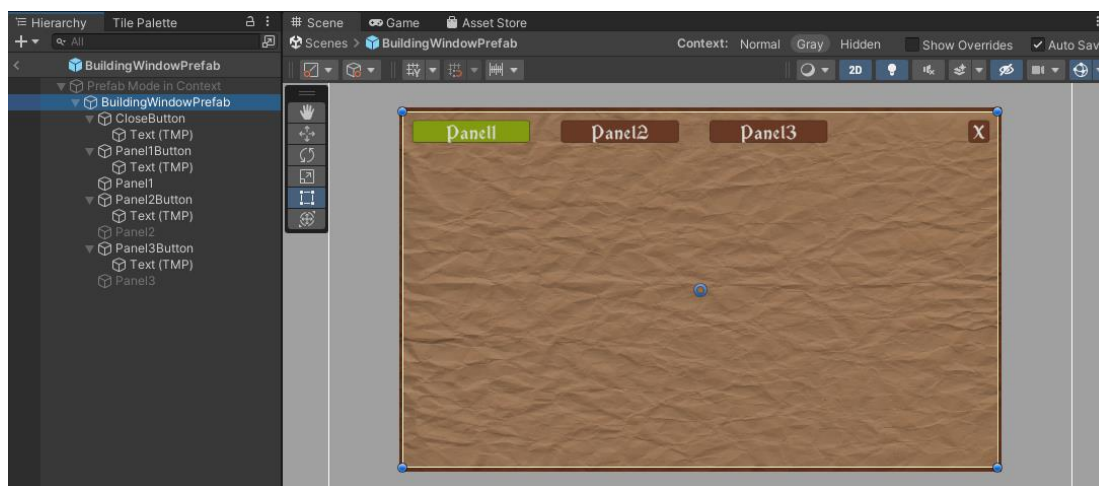 Hierarchy Tile Palette
All
BuildingWindowPrefab
Prefab Mode in Context
BuildingWindowPrefab
CloseButton
Text (TMP)
Panel1Button
Text (TMP)
Panel1
Panel2Button
Text (TMP)
Panel2
Panel3Button
Text (TMP)
Panel3
Scene Game Asset Store
Scenes > BuildingWindowPrefab Context: Normal Gray Hidden Show Overrides Auto Sav
2D
Panel1 Panel2 Panel3 X